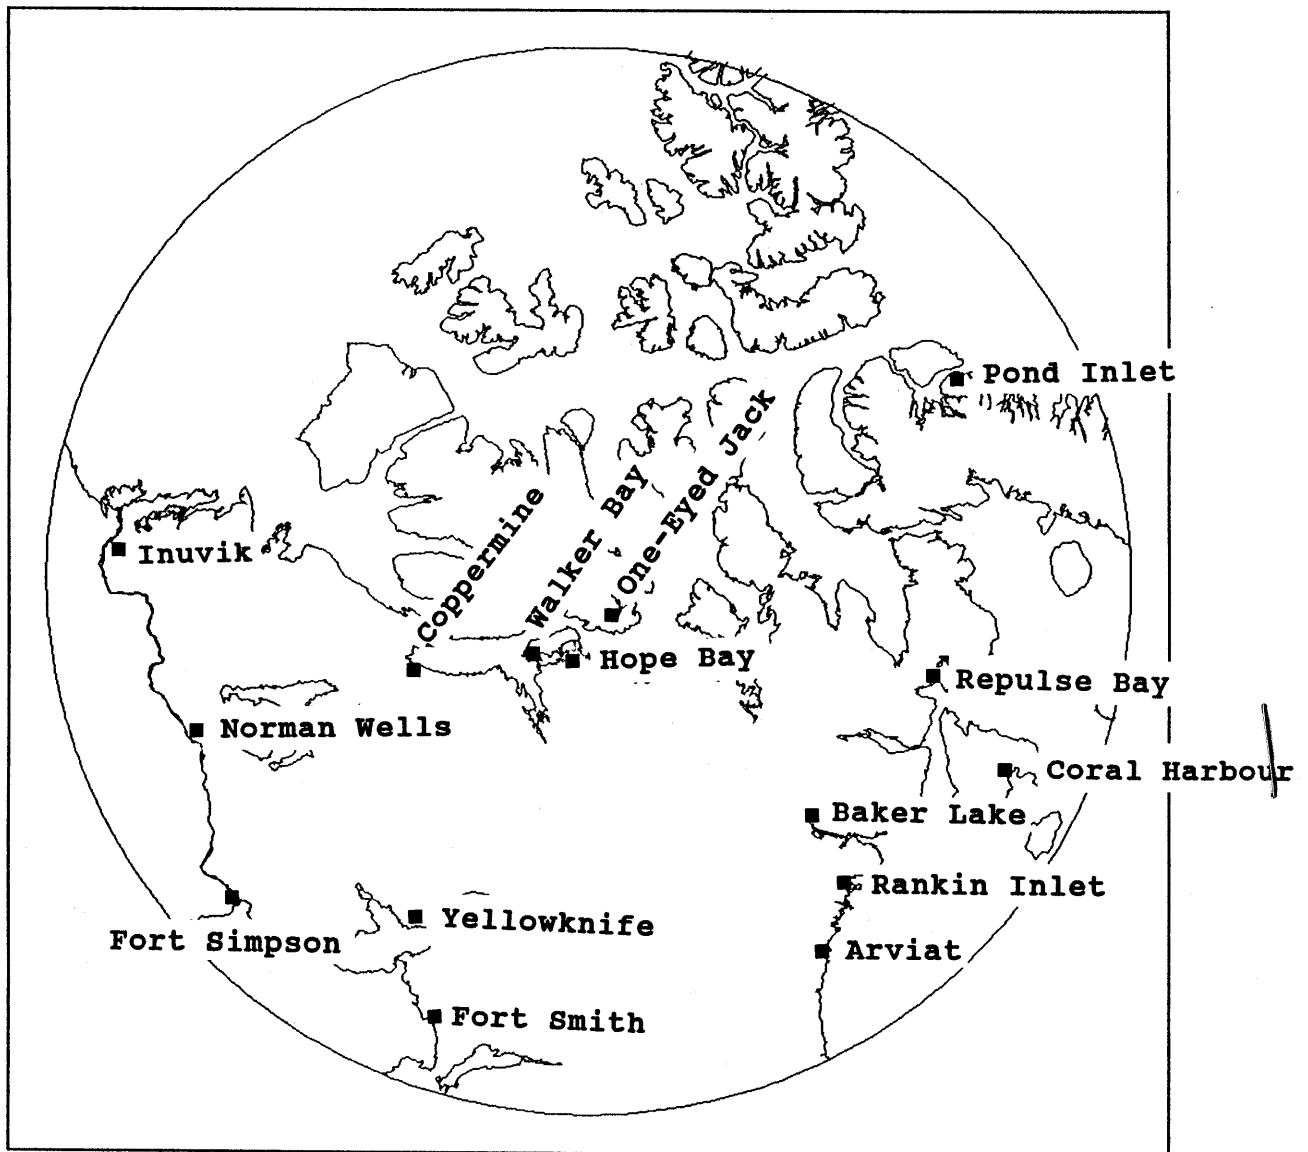 Pond Inlet
One-Eyed Jack
Walker Bay
Coppermine
Inuvik
Hope Bay
Repulse Bay
Norman Wells
Coral Harbour
Baker Lake
Rankin Inlet
Yellowknife
Fort Simpson
Arviat
Fort Smith